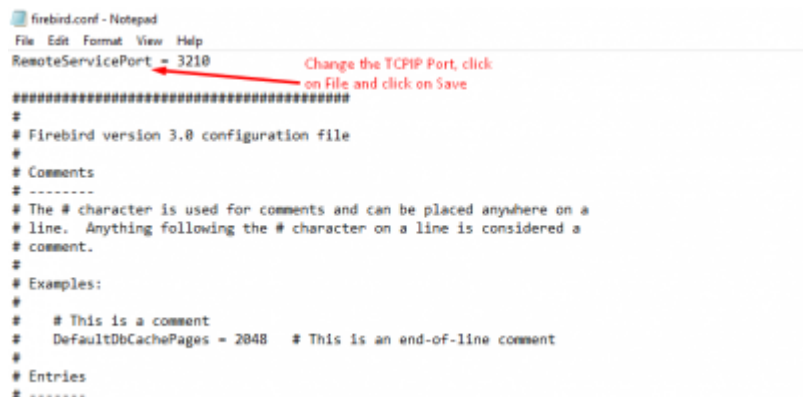 firebird.conf - Notepad
File Edit Format View Help
RemoteServicePort = 3210
Change the TCPIP Port, click
on File and click on Save
###########################################
#
# Firebird version 3.0 configuration file
#
# Comments
# --------
# The # character is used for comments and can be placed anywhere on a
# line.  Anything following the # character on a line is considered a
# comment.
#
# Examples:
#
#    # This is a comment
#    DefaultDbCachePages = 2048   # This is an end-of-line comment
#
# Entries
# -------